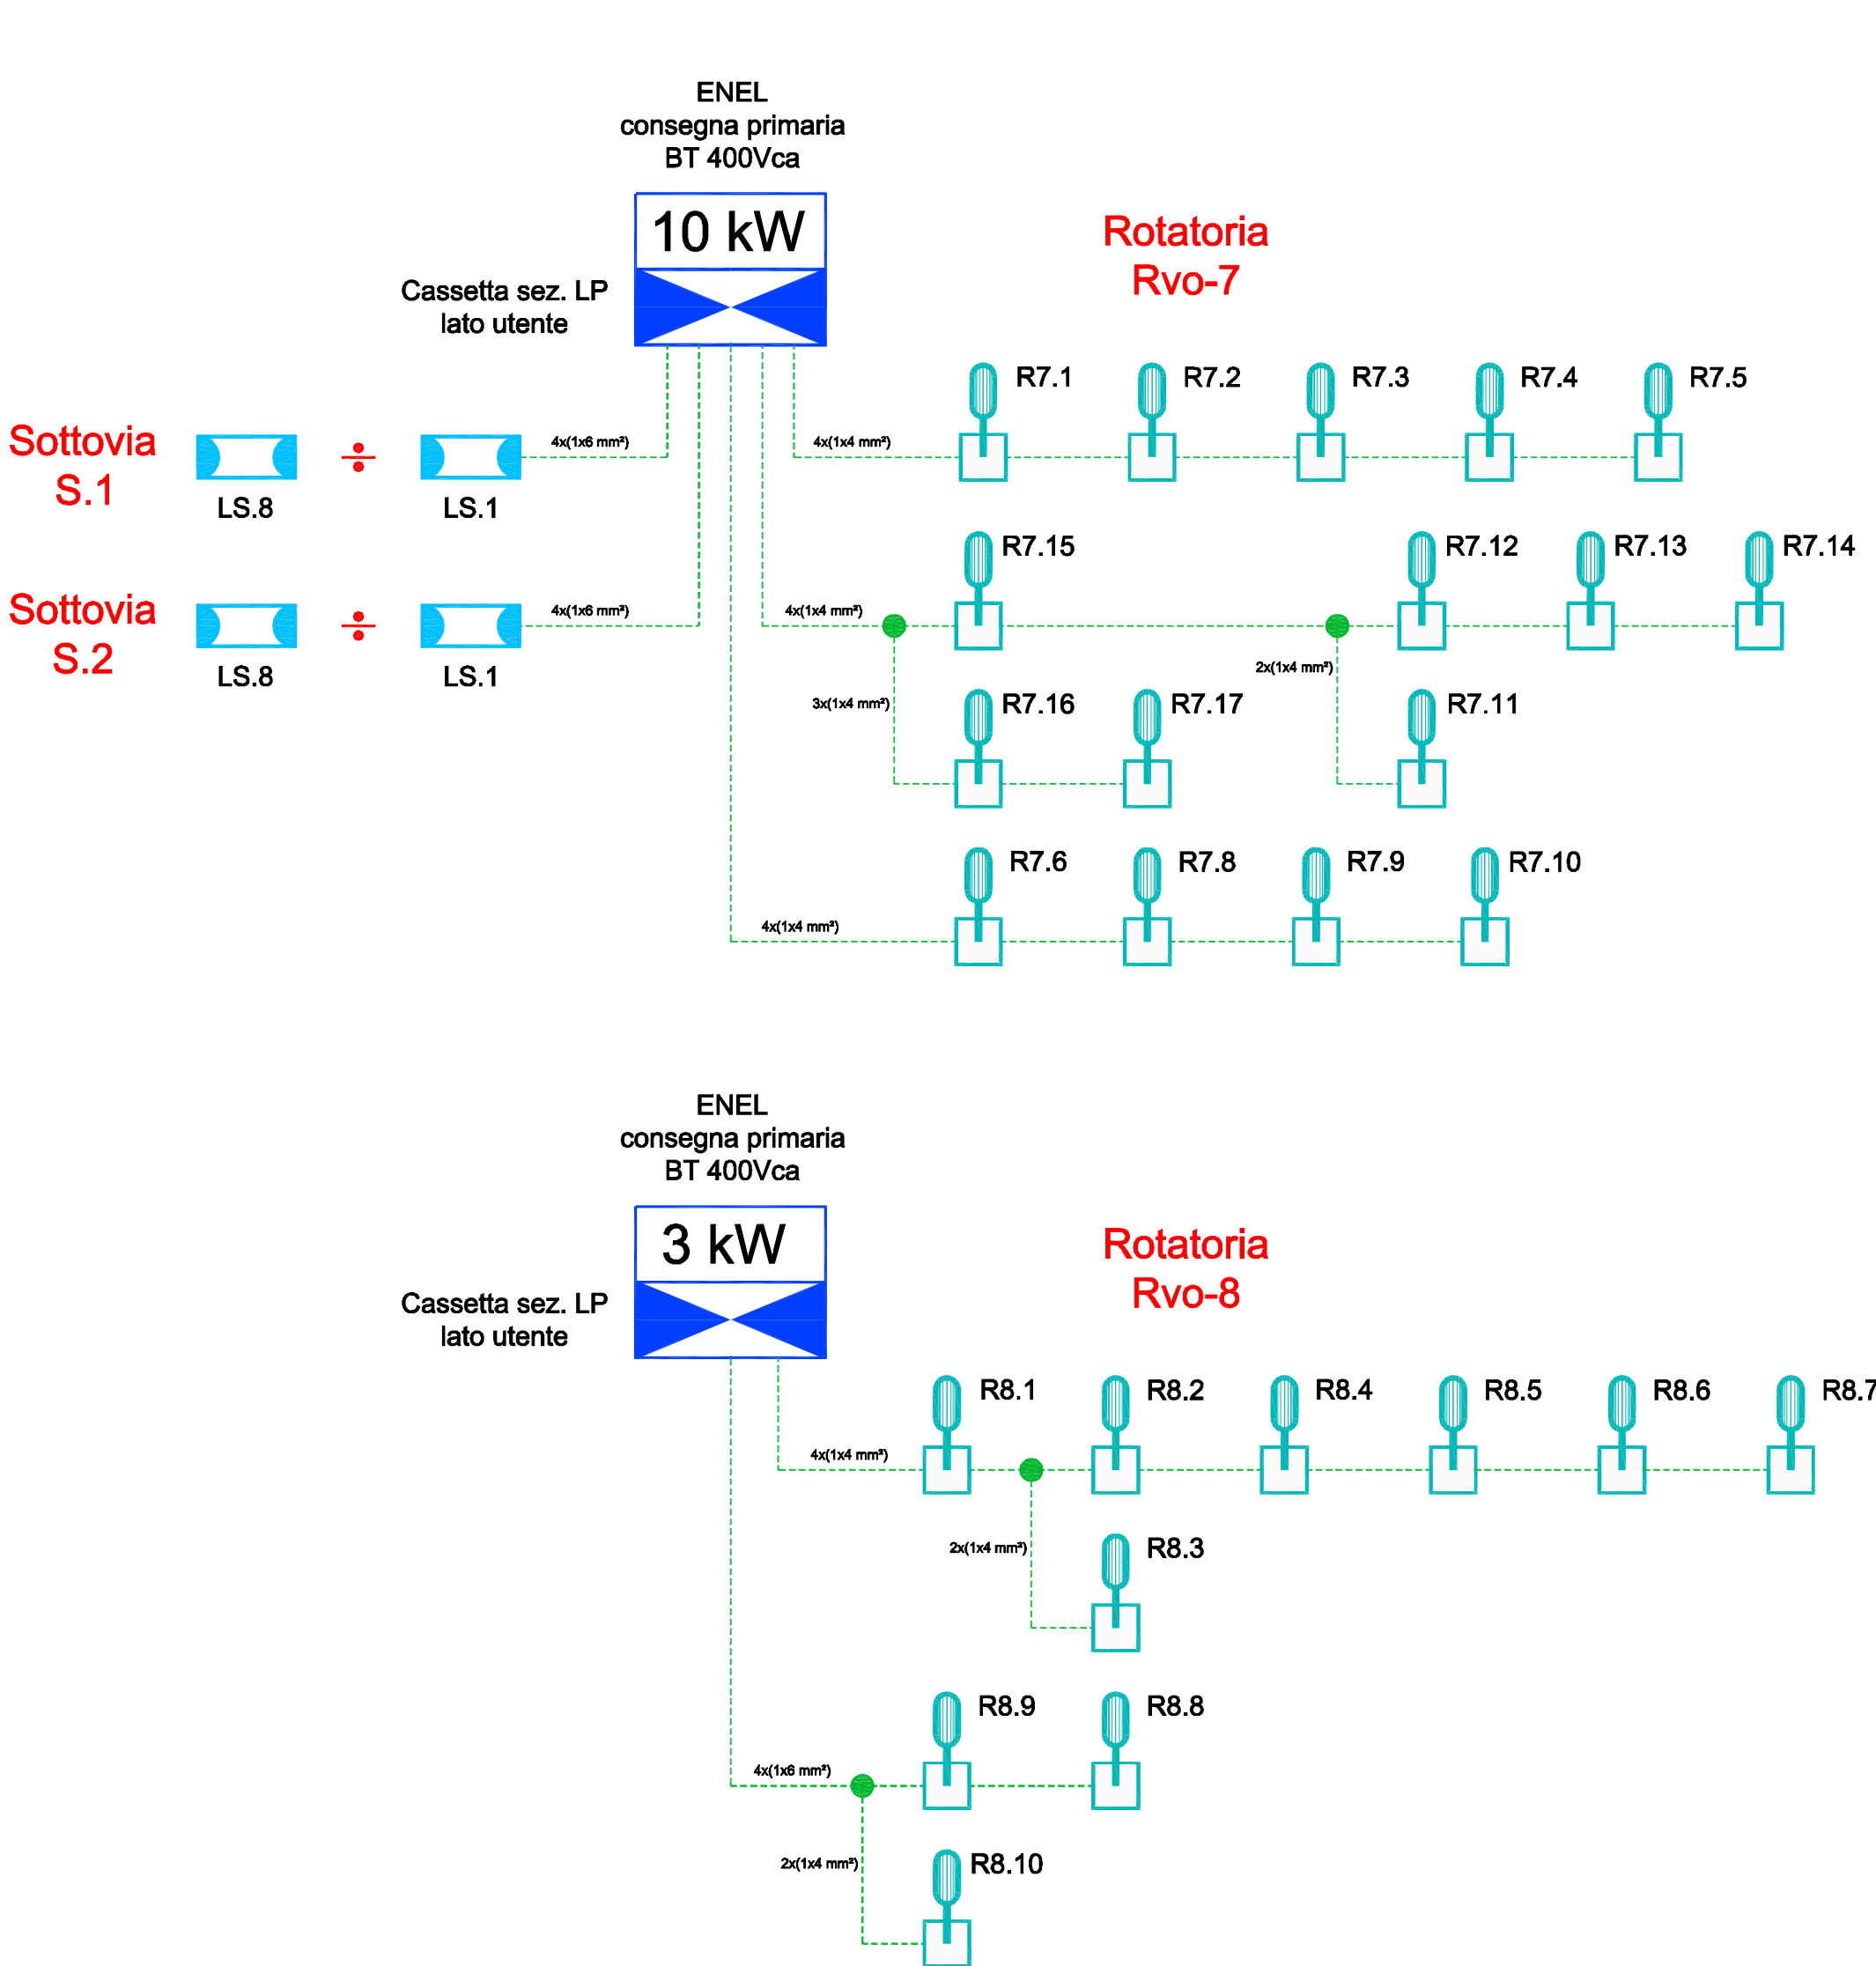 ENEL
consegna primaria
BT 400Vca
10 kW
Cassetta sez. LP
lato utente
Rotatoria
Rvo-7
R7.1 R7.2 R7.3 R7.4 R7.5
Sottovia
S.1
4x(1x6 mm²) 4x(1x4 mm²)
LS.8 LS.1
R7.15 R7.12 R7.13 R7.14
Sottovia
S.2
4x(1x6 mm²) 4x(1x4 mm²)
LS.8 LS.1
2x(1x4 mm²)
3x(1x4 mm²)
R7.16 R7.17 R7.11
R7.6 R7.8 R7.9 R7.10
4x(1x4 mm²)
ENEL
consegna primaria
BT 400Vca
3 kW
Cassetta sez. LP
lato utente
Rotatoria
Rvo-8
R8.1 R8.2 R8.4 R8.5 R8.6 R8.7
4x(1x4 mm²)
2x(1x4 mm²)
R8.3
R8.9 R8.8
4x(1x6 mm²)
2x(1x4 mm²)
R8.10